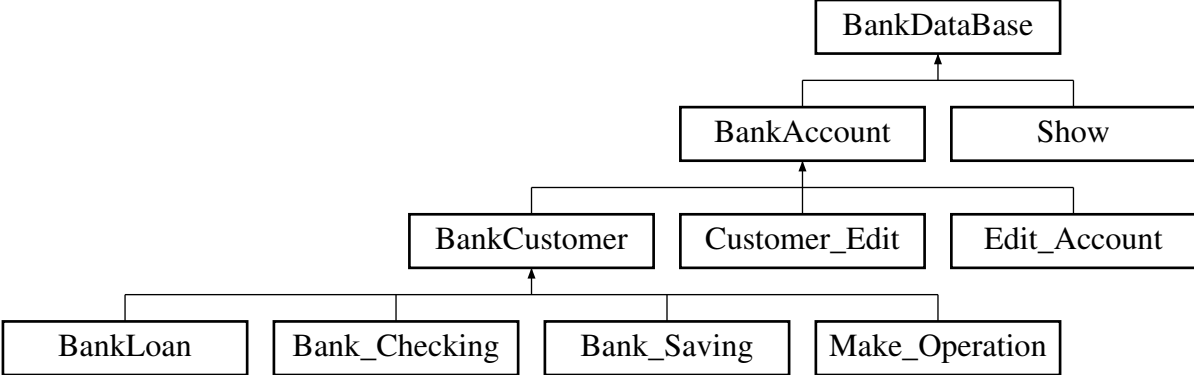 BankDataBase
BankAccount
Show
BankCustomer
Customer_Edit
Edit_Account
BankLoan
Bank_Checking
Bank_Saving
Make_Operation